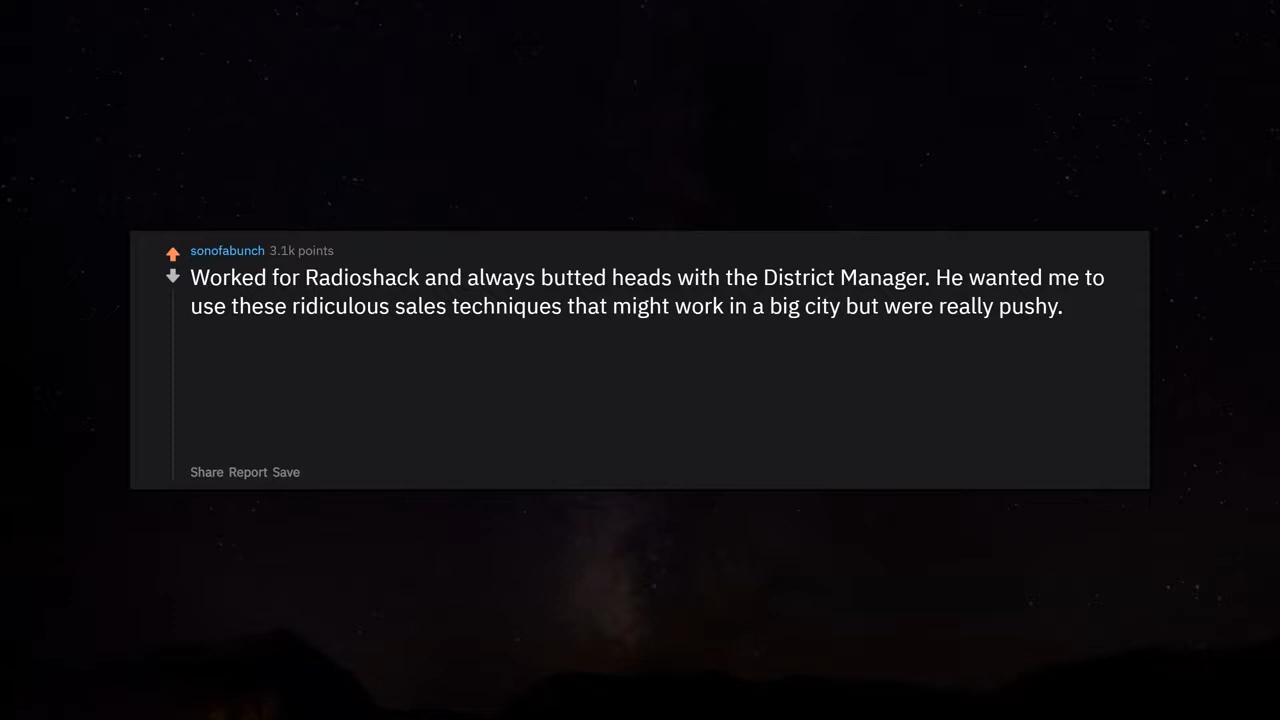 sonofabunch 3.1k points
Worked for Radioshack and always butted heads with the District Manager. He wanted me to
use these ridiculous sales techniques that might work in a big city but were really pushy.
Share Report Save